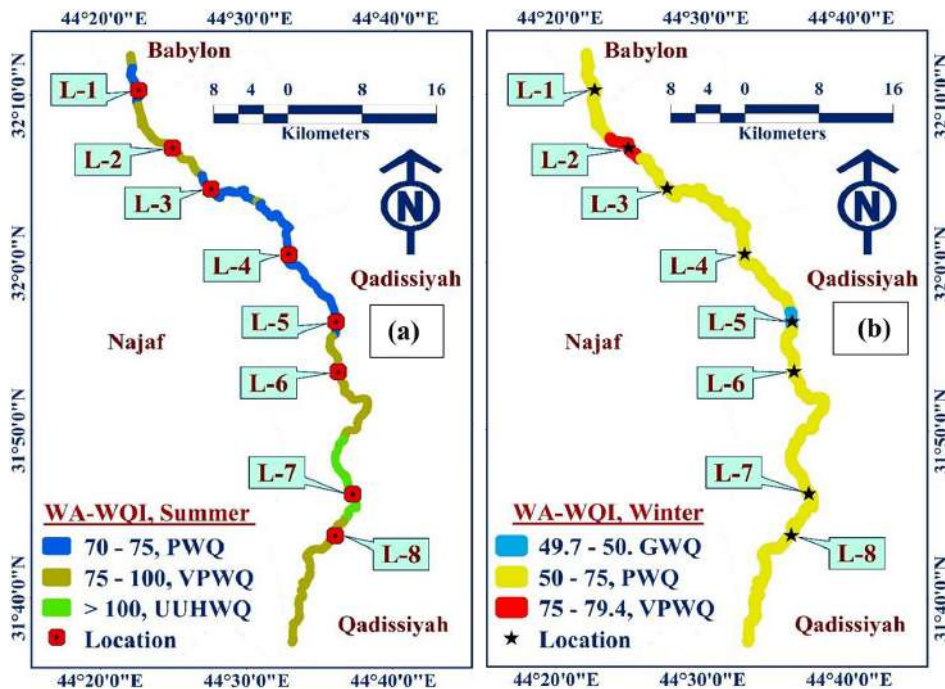 44°20'0"E 44°30'0"E 44°40'0"E
Babylon
8 4 0 8 16
Kilometers
L-1
L-2
L-3
N
L-4
Qadissiyah
L-5
(a)
Najaf
L-6
L-7
WA-WQI, Summer
70 - 75, PWQ
L-8
75 - 100, VPWQ
> 100, UUHWQ
Location
Qadissiyah
32°10'0"N
32°0'0"N
31°50'0"N
31°40'0"N
44°20'0"E 44°30'0"E 44°40'0"E
44°20'0"E 44°30'0"E 44°40'0"E
Babylon
8 4 0 8 16
Kilometers
L-1
L-2
L-3
N
L-4
Qadissiyah
L-5
(b)
Najaf
L-6
L-7
WA-WQI, Winter
49.7 - 50. GWQ
L-8
50 - 75, PWQ
75 - 79.4, VPWQ
Location
Qadissiyah
32°10'0"N
32°0'0"N
31°50'0"N
31°40'0"N
44°20'0"E 44°30'0"E 44°40'0"E